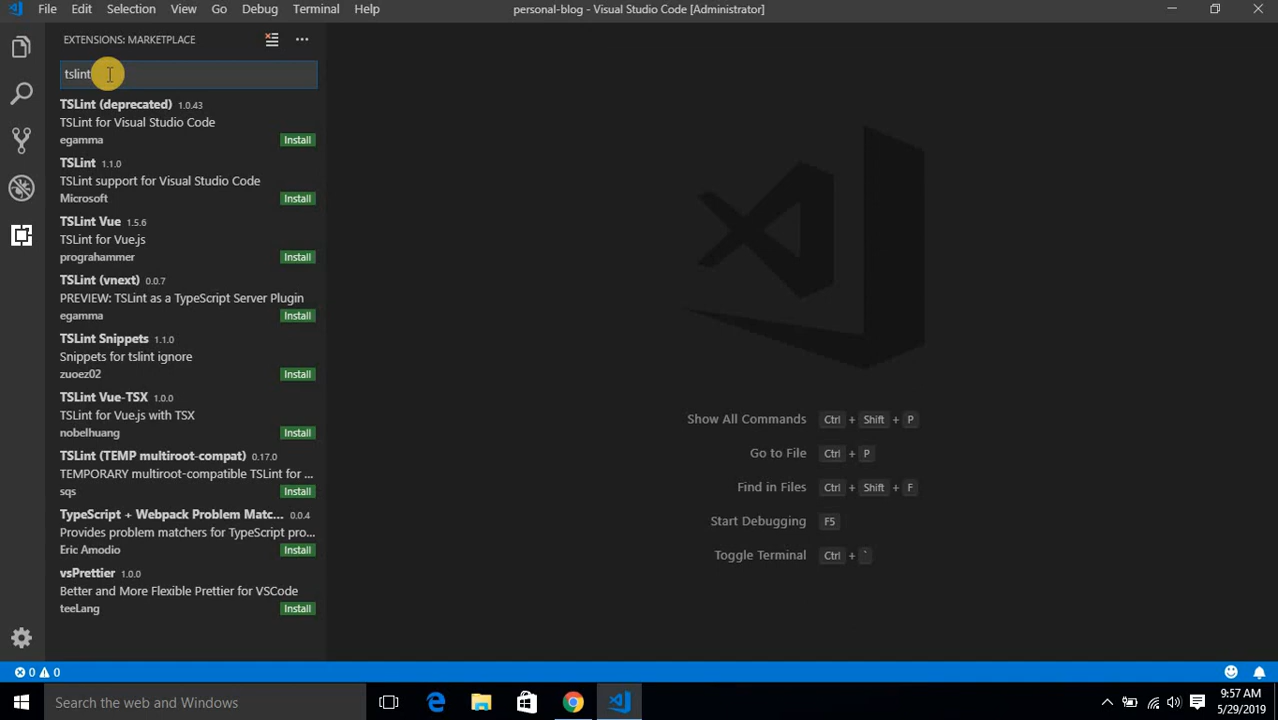 File Edit Selection View Go Debug Terminal Help personal-blog - Visual Studio Code [Administrator]
EXTENSIONS: MARKETPLACE
tslint
TSLint (deprecated) 1.0.43
TSLint for Visual Studio Code
egamma Install
TSLint 1.1.0
TSLint support for Visual Studio Code
Microsoft Install
TSLint Vue 1.5.6
TSLint for Vue.js
prograhammer Install
TSLint (vnext) 0.0.7
PREVIEW: TSLint as a TypeScript Server Plugin
egamma Install
TSLint Snippets 1.1.0
Snippets for tslint ignore
zuoez02 Install
TSLint Vue-TSX 1.0.0
TSLint for Vue.js with TSX
nobelhuang Install
TSLint (TEMP multiroot-compat) 0.17.0
TEMPORARY multiroot-compatible TSLint for ...
sqs Install
TypeScript + Webpack Problem Matc... 0.0.4
Provides problem matchers for TypeScript pro...
Eric Amodio Install
vsPrettier 1.0.0
Better and More Flexible Prettier for VSCode
teeLang Install
Show All Commands Ctrl + Shift + P
Go to File Ctrl + P
Find in Files Ctrl + Shift + F
Start Debugging F5
Toggle Terminal Ctrl + `
0 0
Search the web and Windows
9:57 AM
5/29/2019